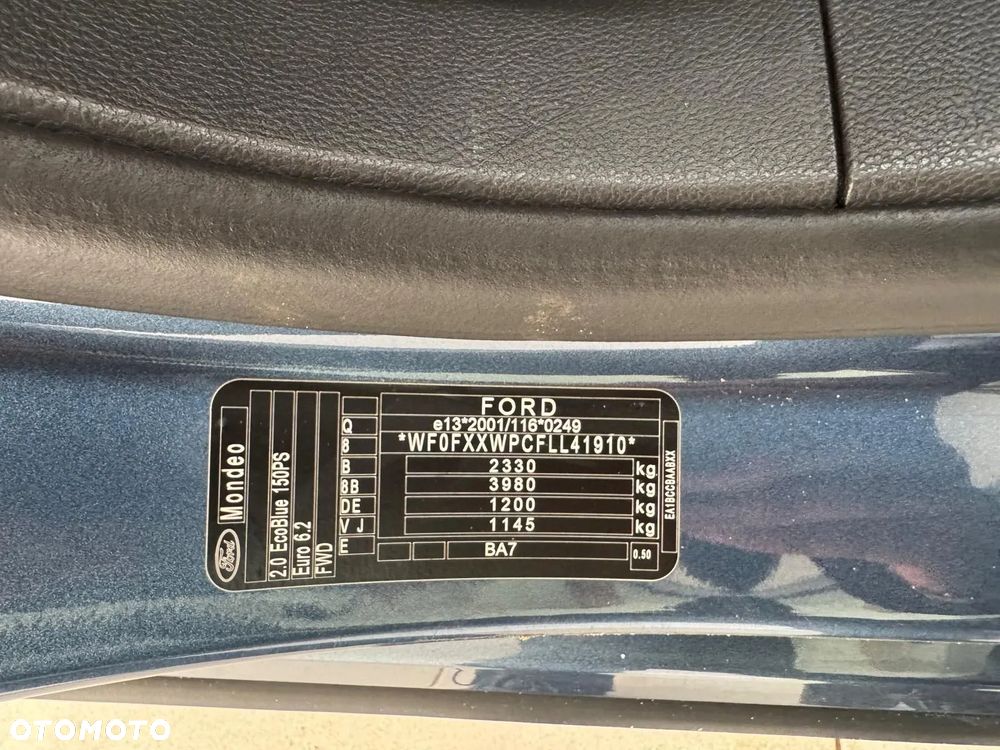 FORD
e13*2001/116*0249
*WF0FXXWPCFLL41910*
2330 kg
3980 kg
1200 kg
1145 kg
BA7
0.50
Q
8
B
8B
DE
V J
E
Ford
Mondeo
2.0 EcoBlue 150PS
Euro 6.2
FWD
EA1BCCBAABXX
OTOMOTO